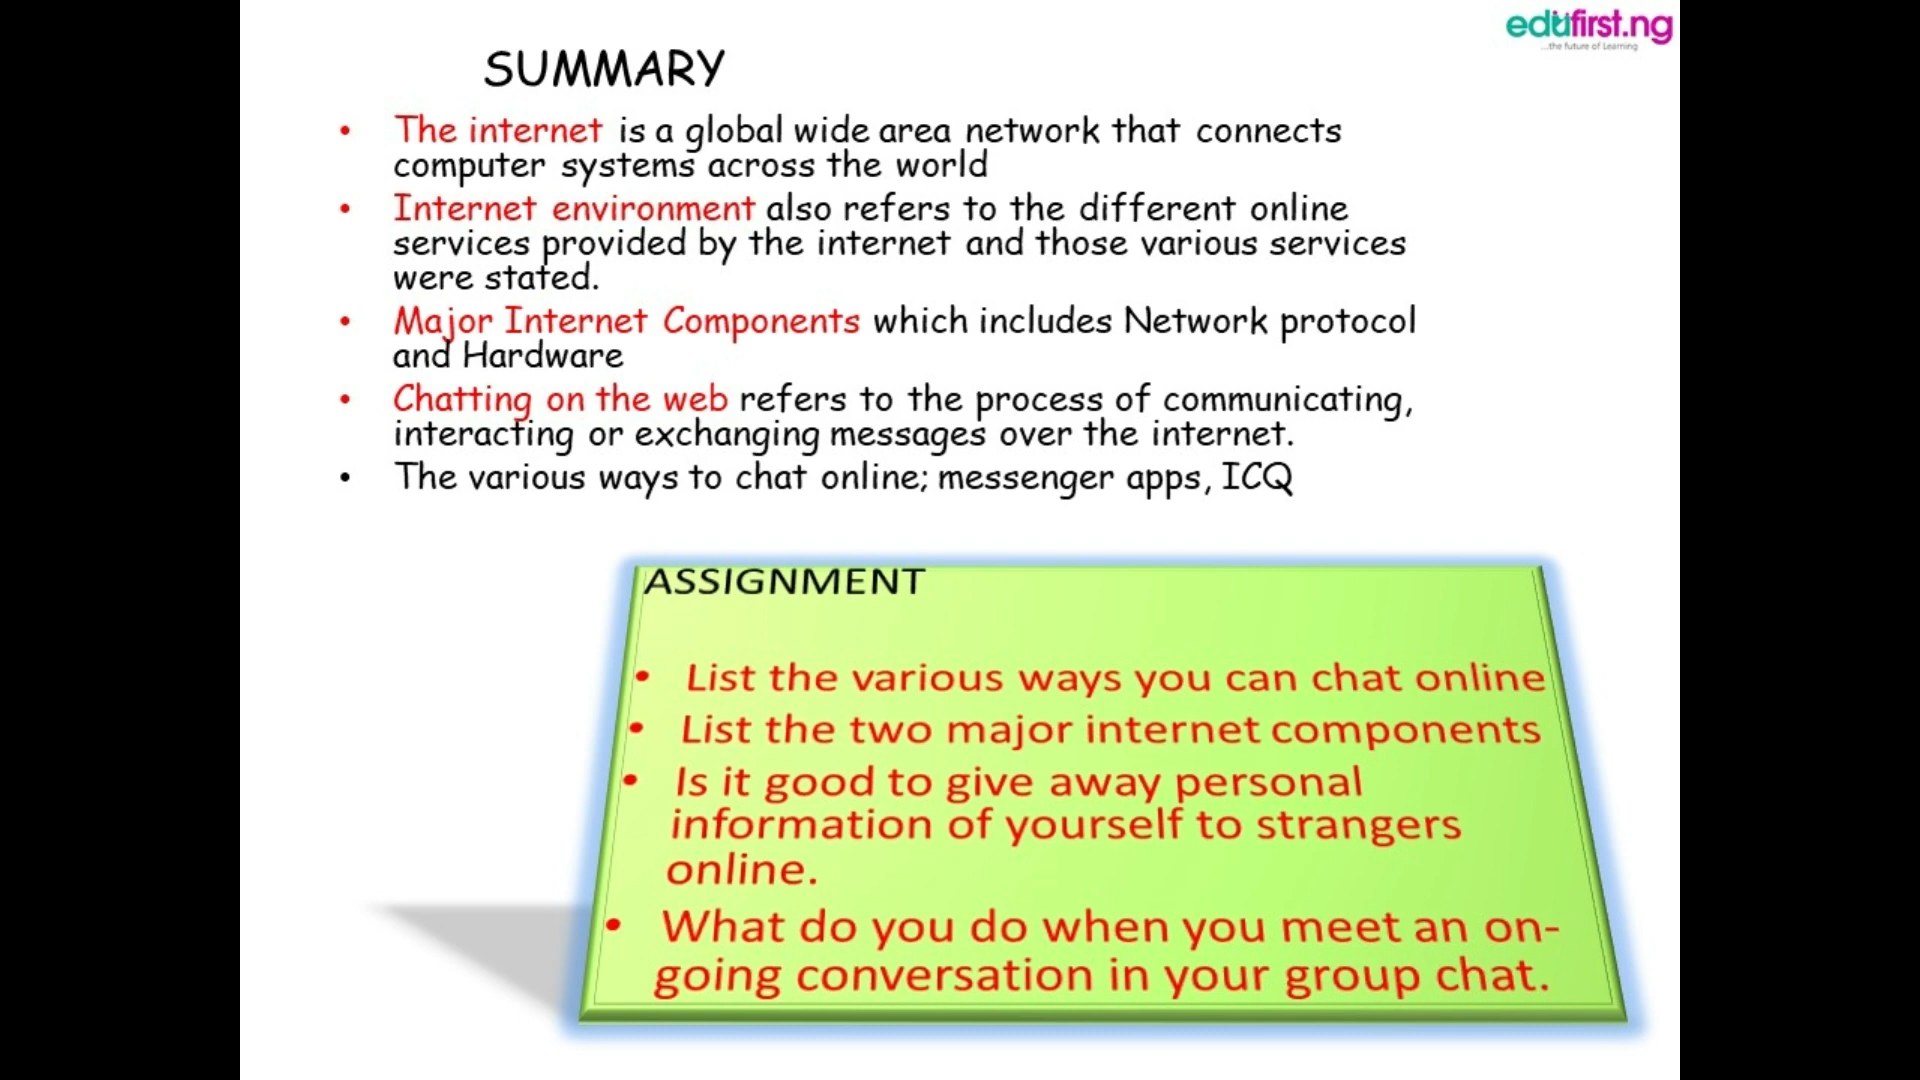 edufirst.ng
...the future of Learning
SUMMARY
• The internet is a global wide area network that connects
computer systems across the world
• Internet environment also refers to the different online
services provided by the internet and those various services
were stated.
• Major Internet Components which includes Network protocol
and Hardware
• Chatting on the web refers to the process of communicating,
interacting or exchanging messages over the internet.
• The various ways to chat online; messenger apps, ICQ
ASSIGNMENT
• List the various ways you can chat online
• List the two major internet components
• Is it good to give away personal
information of yourself to strangers
online.
• What do you do when you meet an on-
going conversation in your group chat.